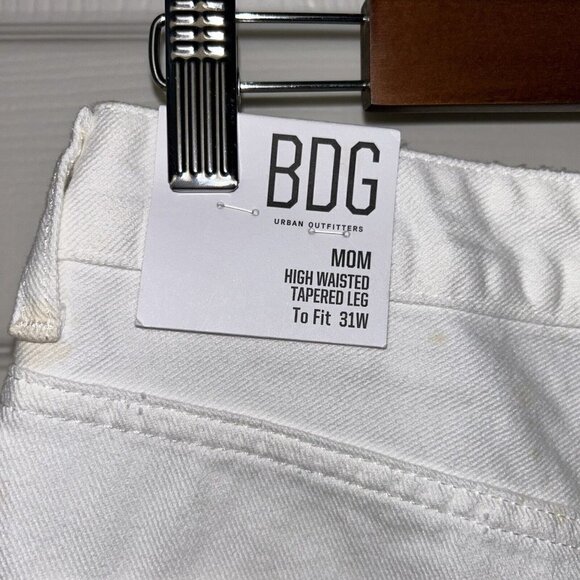 BDG
URBAN OUTFITTERS
MOM
HIGH WAISTED
TAPERED LEG
To Fit 31W